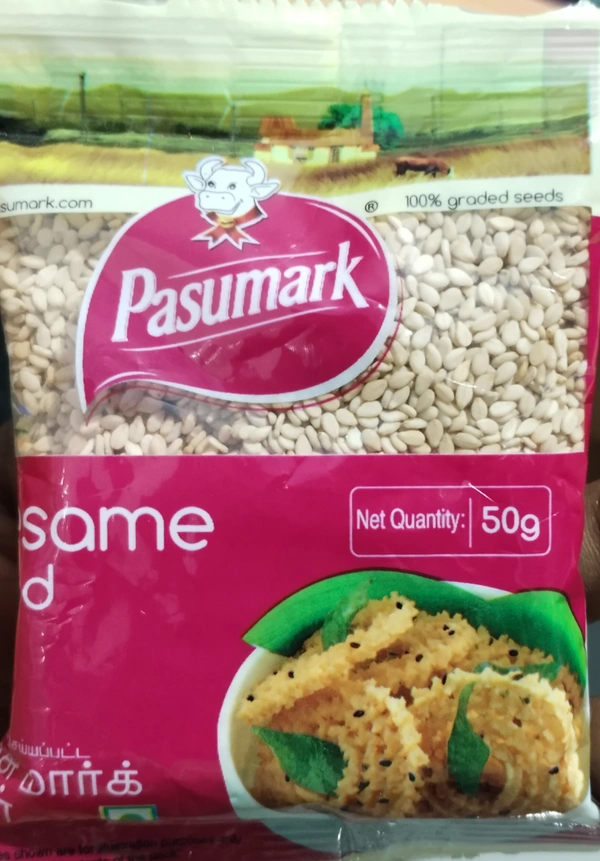 sumark.com
®
100% graded seeds
Pasumark
same
d
Net Quantity: 50g
மார்க்